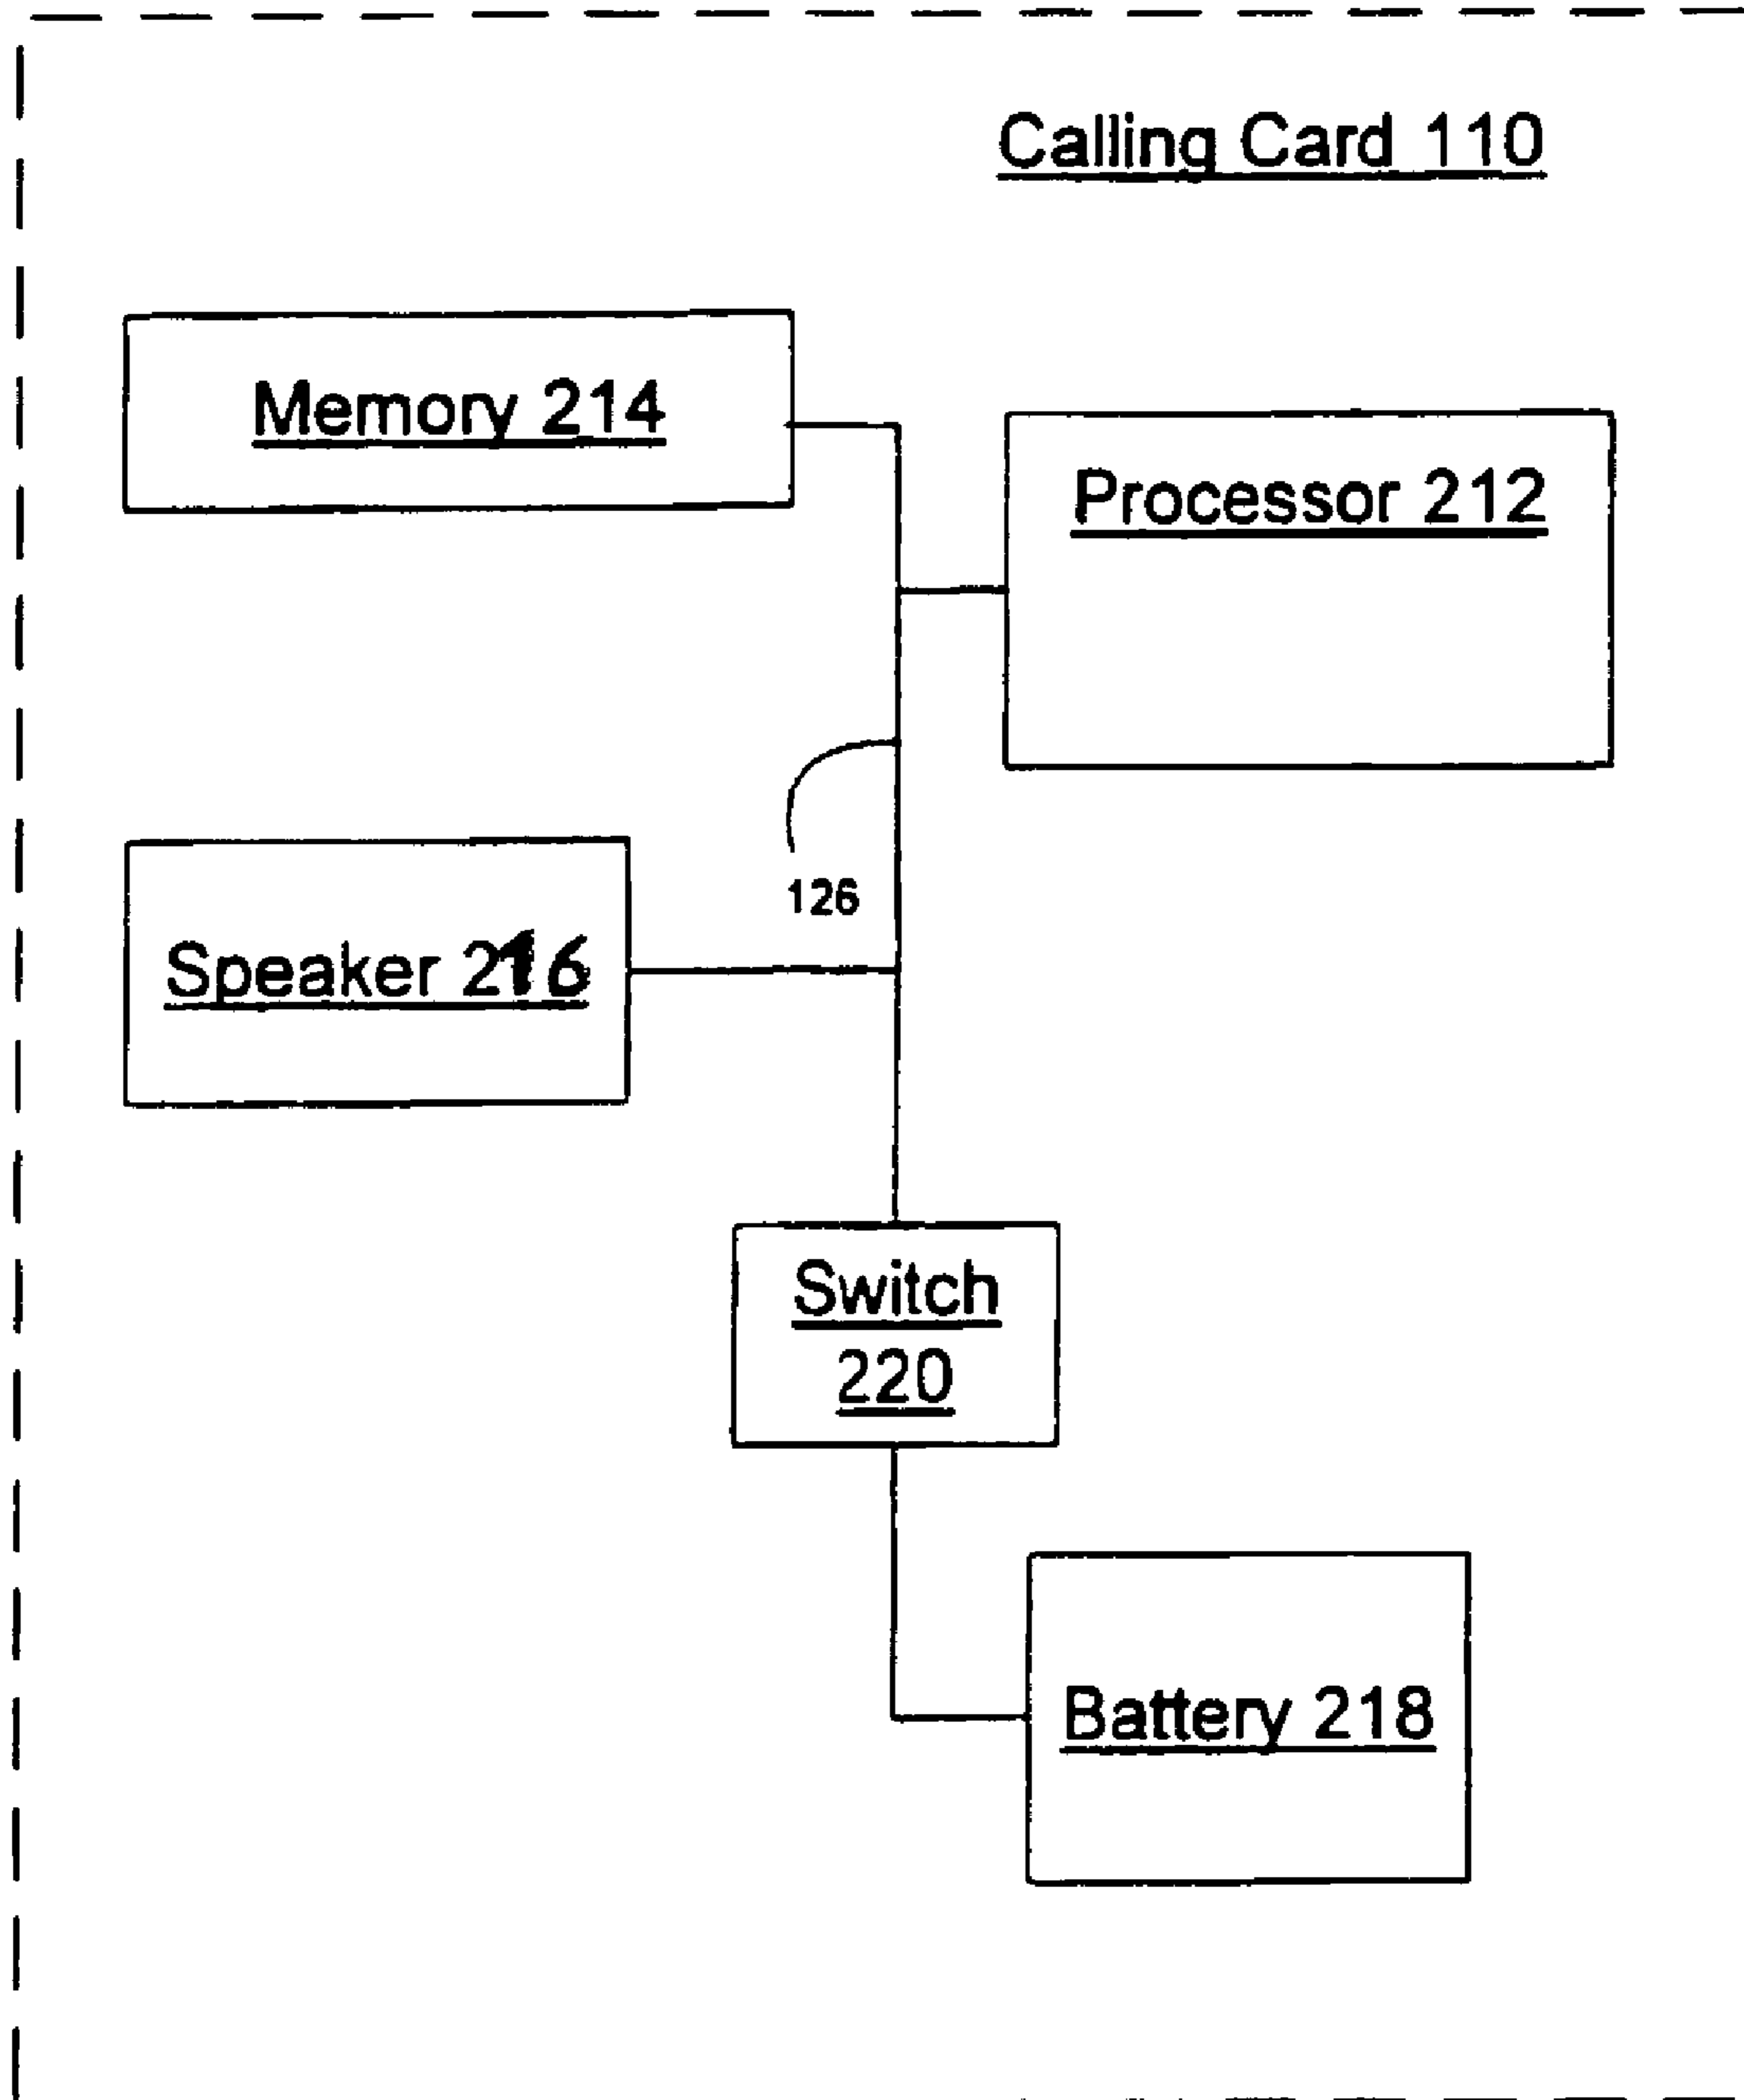 Calling Card 110
Memory 214
Processor 212
126
Speaker 216
Switch
220
Battery 218